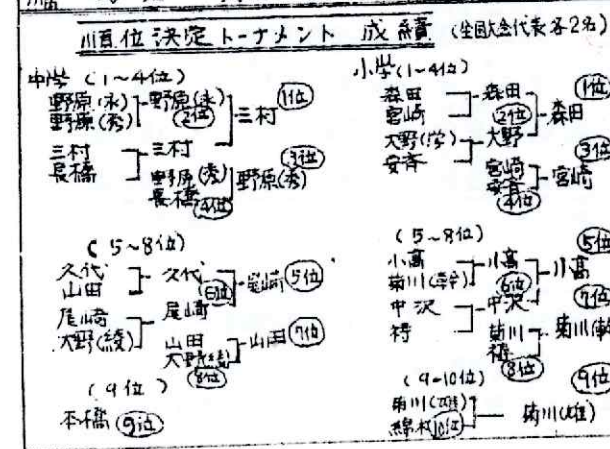 順位決定トーナメント 成績 (全国大会代表各2名)
中学 (1~4位)
野原(永)
野原(秀)
野原(永)
2位
三村
1位
三村
長橋
三村
野原(秀)
長橋
4位
野原(秀)
3位
(5~8位)
久代
山田
久代
6位
尾崎
5位
尾崎
大野(綾)
尾崎
山田
大野(綾)
8位
山田
7位
(9位)
本橋
9位
小学(1~4位)
森田
宮崎
森田
2位
森田
1位
大野(学)
安斉
大野
宮崎
安斉
4位
宮崎
3位
(5~8位)
小高
菊川(幹)
小高
6位
小高
5位
中沢
中沢
菊川
8位
菊川
7位
(9-10位)
菊川(雄)
10位
菊川(雄)
9位